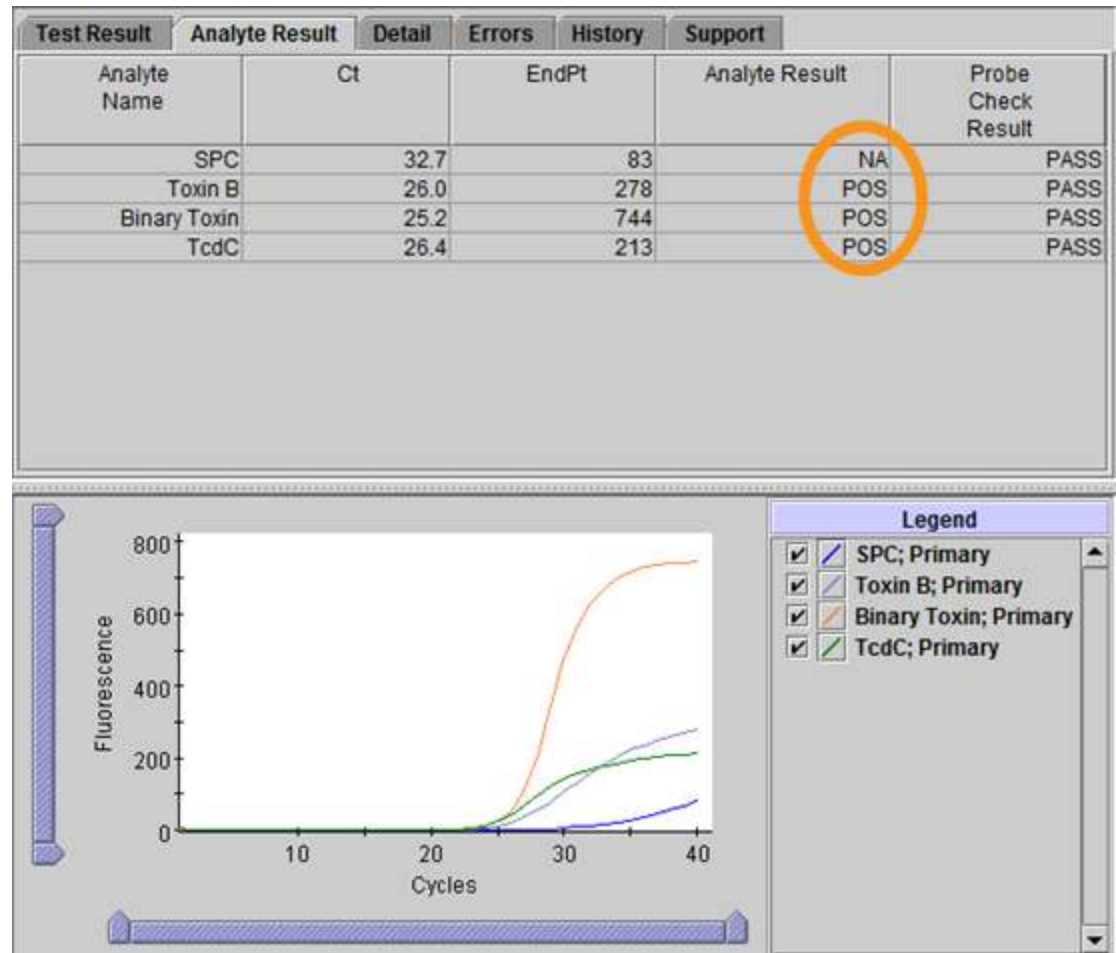 Test Result Analyte Result Detail Errors History Support
Analyte Name Ct EndPt Analyte Result Probe Check Result
SPC 32.7 83 NA PASS
Toxin B 26.0 278 POS PASS
Binary Toxin 25.2 744 POS PASS
TcdC 26.4 213 POS PASS
800
600
400
200
0
Fluorescence
10 20 30 40
Cycles
Legend
SPC; Primary
Toxin B; Primary
Binary Toxin; Primary
TcdC; Primary